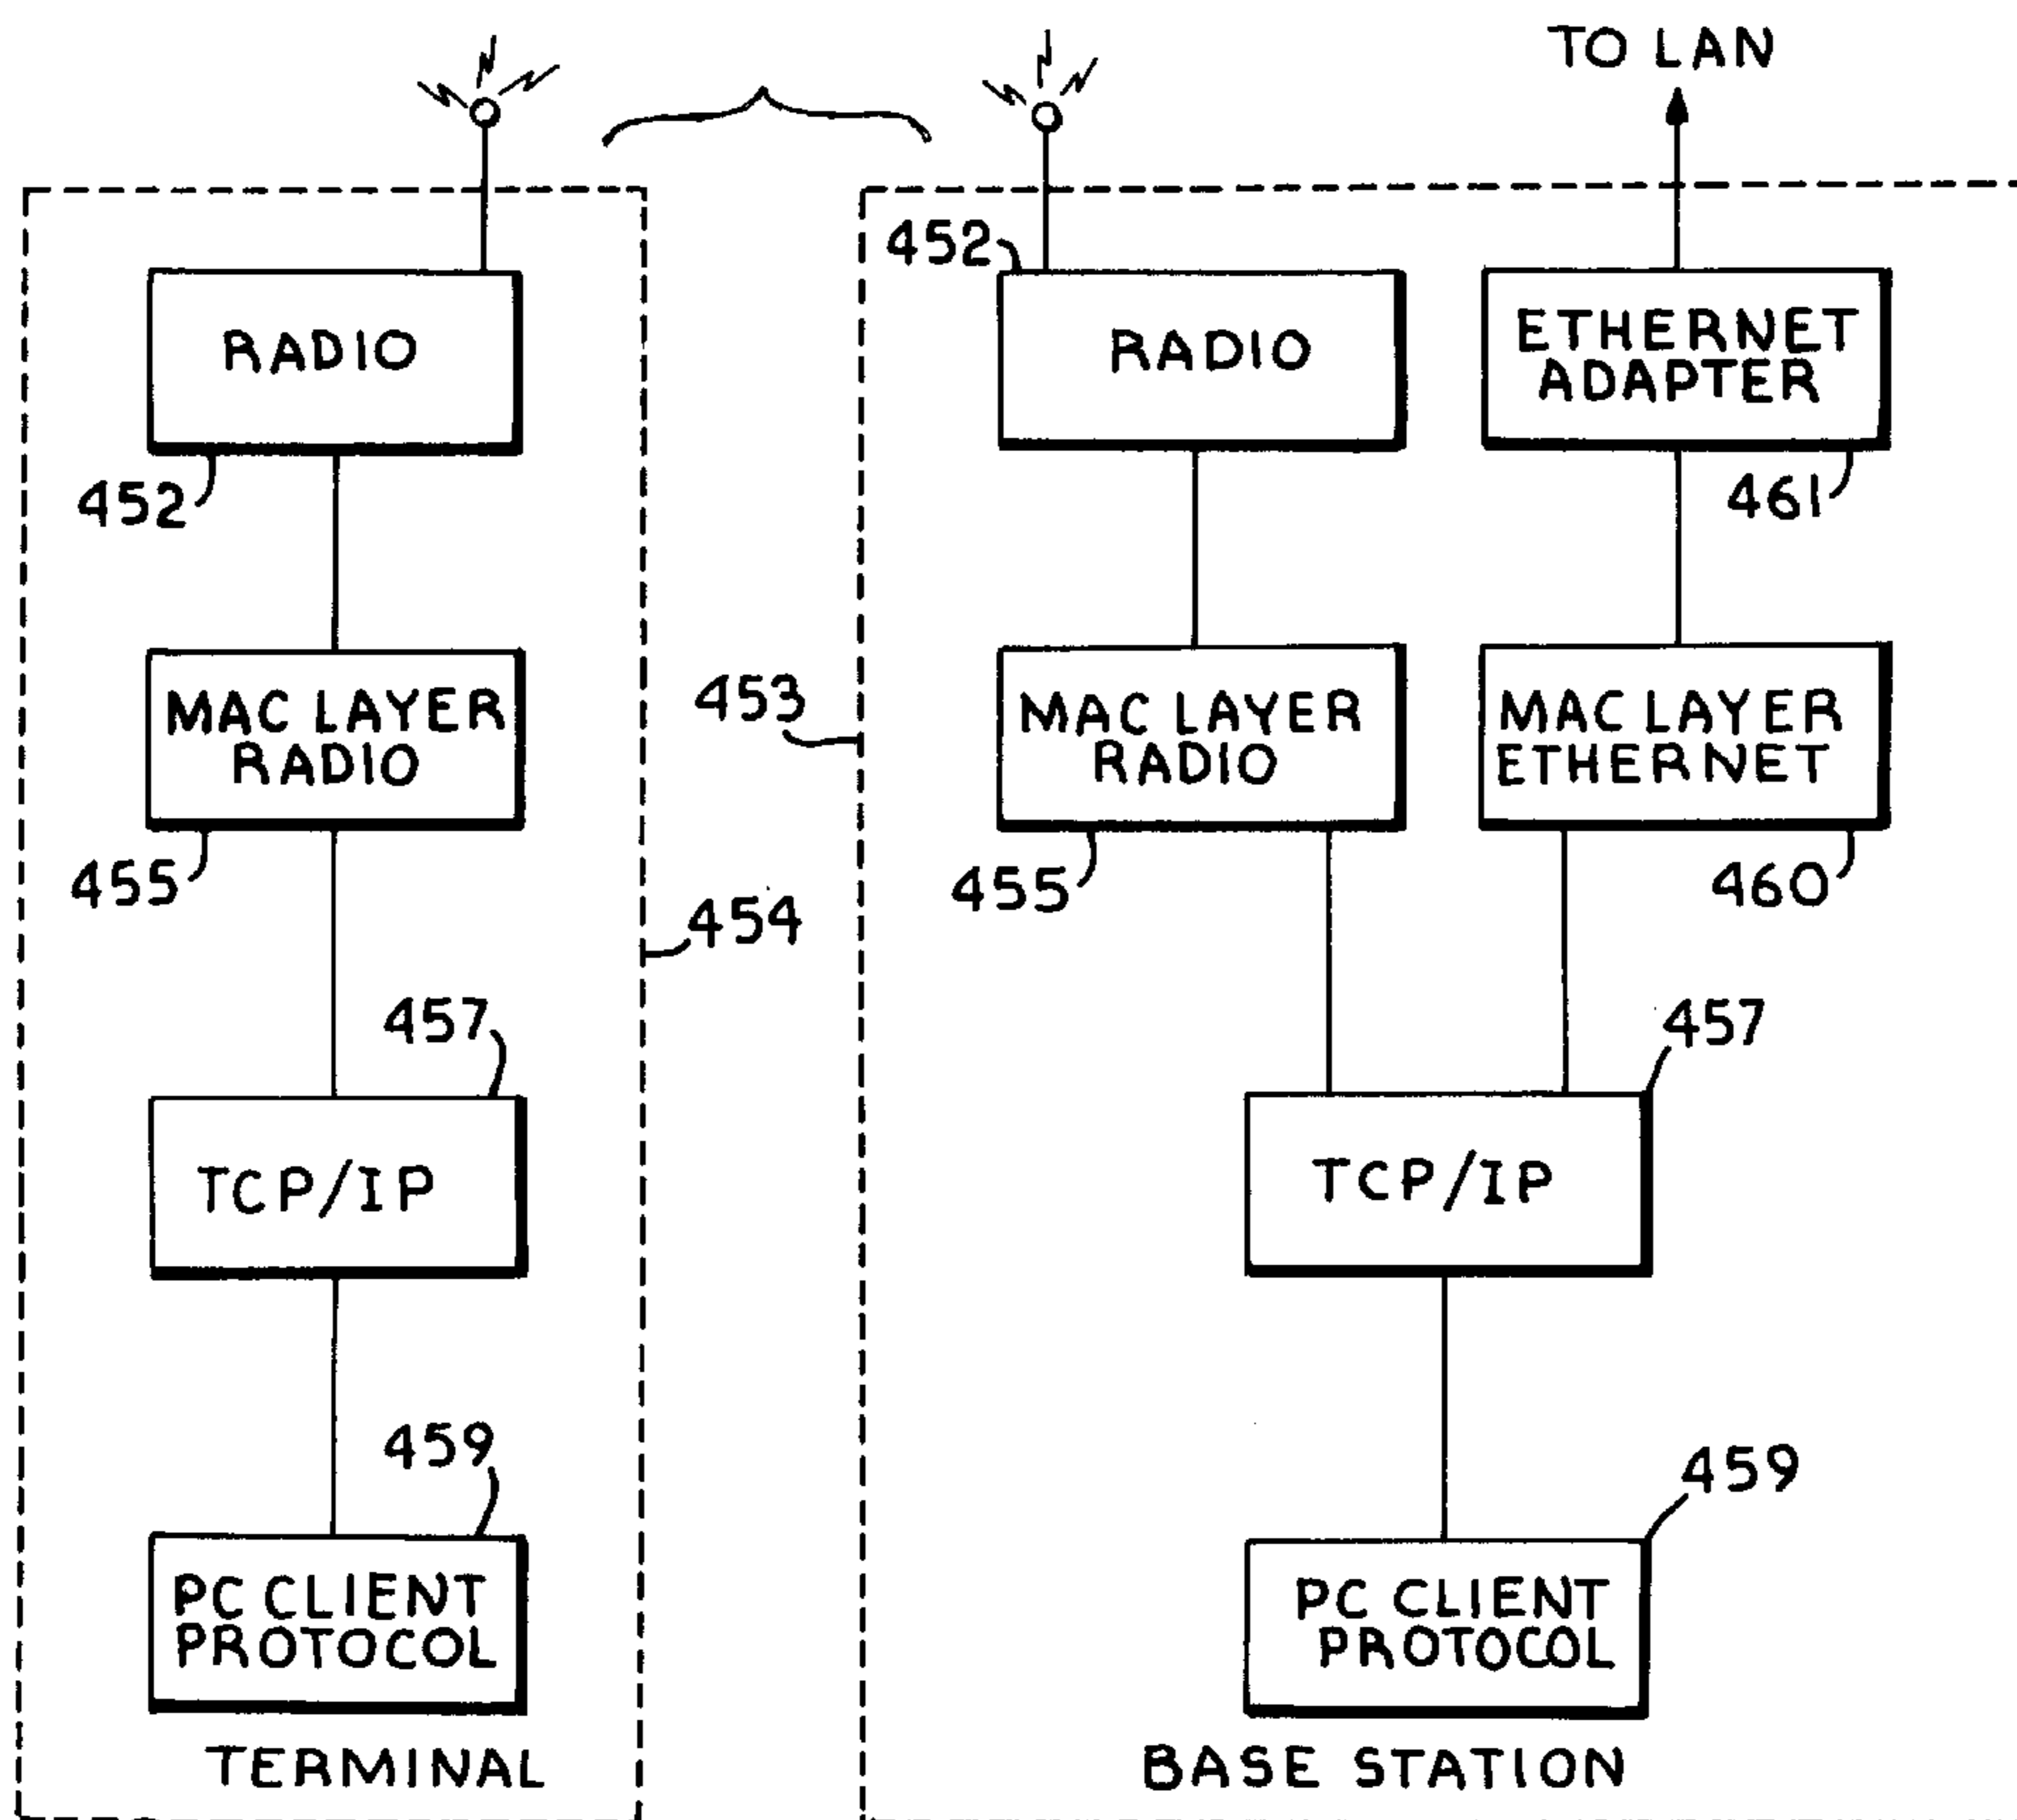 TO LAN
452
RADIO
RADIO
ETHERNET
ADAPTER
452
461
MAC LAYER
RADIO
453
MAC LAYER
RADIO
MAC LAYER
ETHERNET
455
454
455
460
457
457
TCP/IP
TCP/IP
459
459
PC CLIENT
PROTOCOL
PC CLIENT
PROTOCOL
TERMINAL
BASE STATION